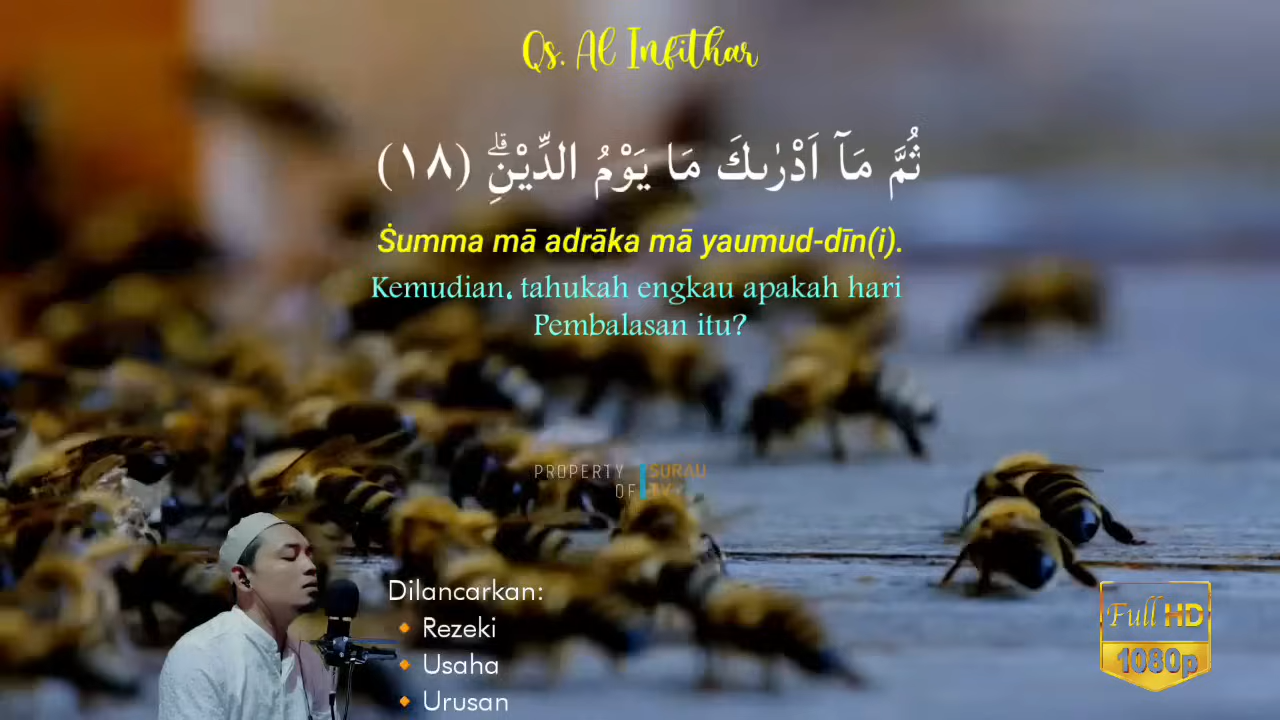 Qs. Al Infithar
ثُمَّ مَآ اَدْرٰىكَ مَا يَوْمُ الدِّيْنِۗ (١٨)
Ṡumma mā adrāka mā yaumud-dīn(i).
Kemudian, tahukah engkau apakah hari
Pembalasan itu?
PROPERTY
OF
SURAU
Dilancarkan:
🔸 Rezeki
🔸 Usaha
🔸 Urusan
Full HD
1080p